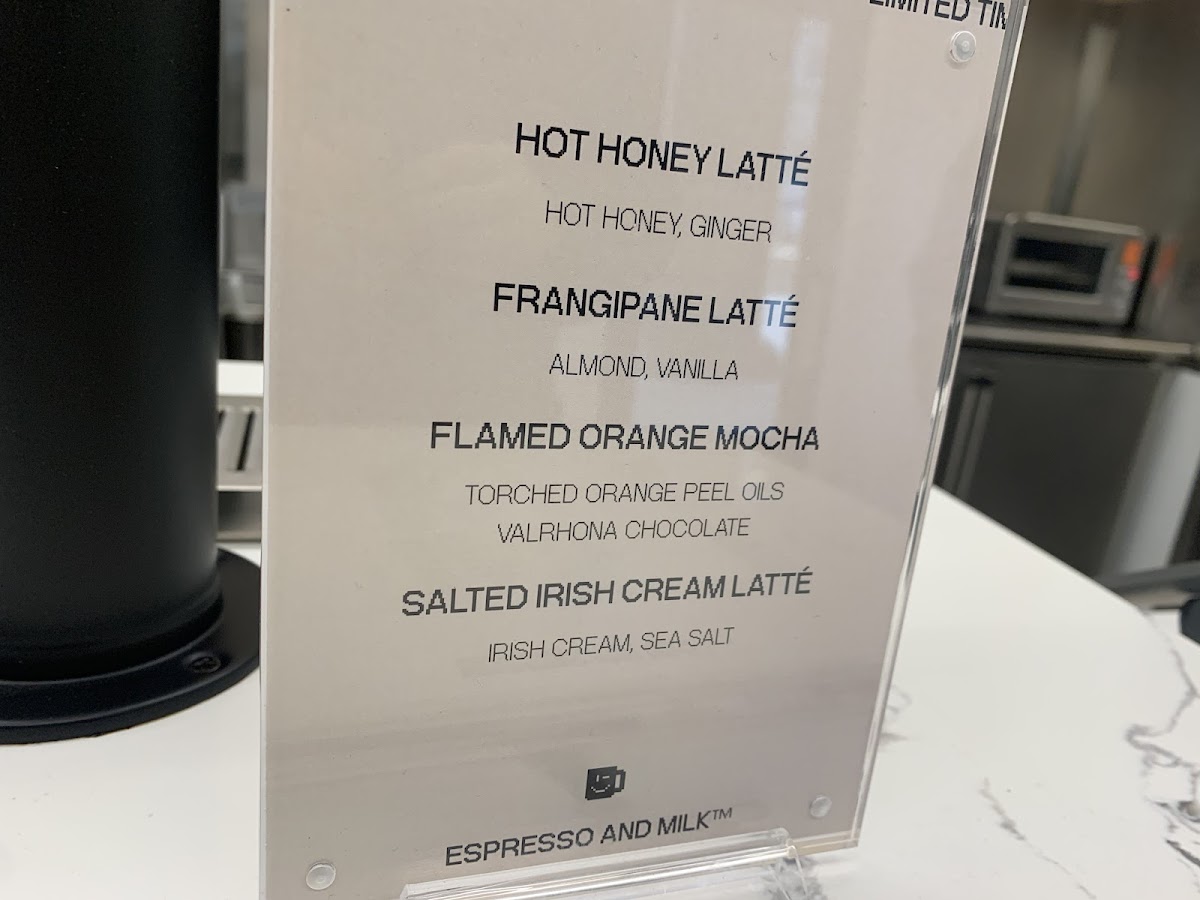 LIMITED
HOT HONEY LATTÉ
HOT HONEY, GINGER
FRANGIPANE LATTÉ
ALMOND, VANILLA
FLAMED ORANGE MOCHA
TORCHED ORANGE PEEL OILS
VALRHONA CHOCOLATE
SALTED IRISH CREAM LATTÉ
IRISH CREAM, SEA SALT
ESPRESSO AND MILK™